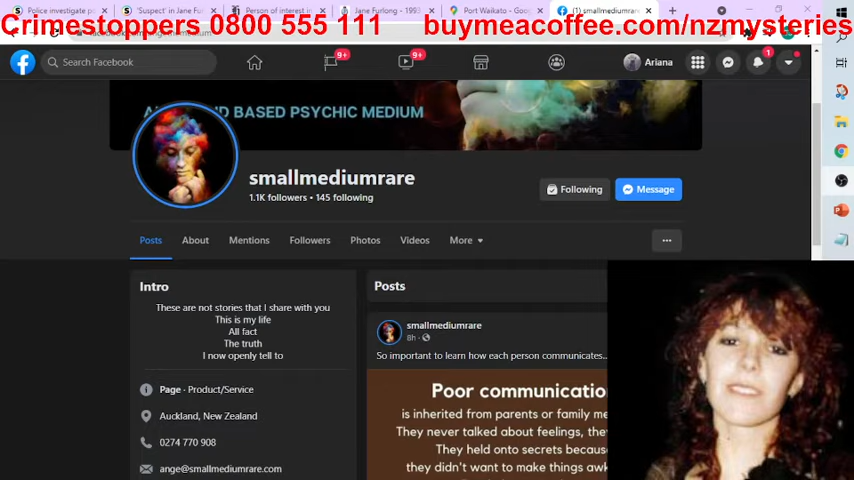 Crimestoppers 0800 555 111 buymeacoffee.com/nzmysteries
Police investigate po
'Suspect' in Jane Fur
Person of interest in
Jane Furlong - 1993
Port Waikato - Goo
(1) smallmediumrare
Search Facebook
9+
9+
Ariana
1
BASED PSYCHIC MEDIUM
smallmediumrare
1.1K followers • 145 following
Following
Message
Posts
About
Mentions
Followers
Photos
Videos
More
Intro
These are not stories that I share with you
This is my life
All fact
The truth
I now openly tell to
Page · Product/Service
Auckland, New Zealand
0274 770 908
ange@smallmediumrare.com
Posts
smallmediumrare
8h
So important to learn how each person communicates..
Poor communicatio
is inherited from parents or family me
They never talked about feelings, the
They held onto secrets becaus
they didn't want to make things awk